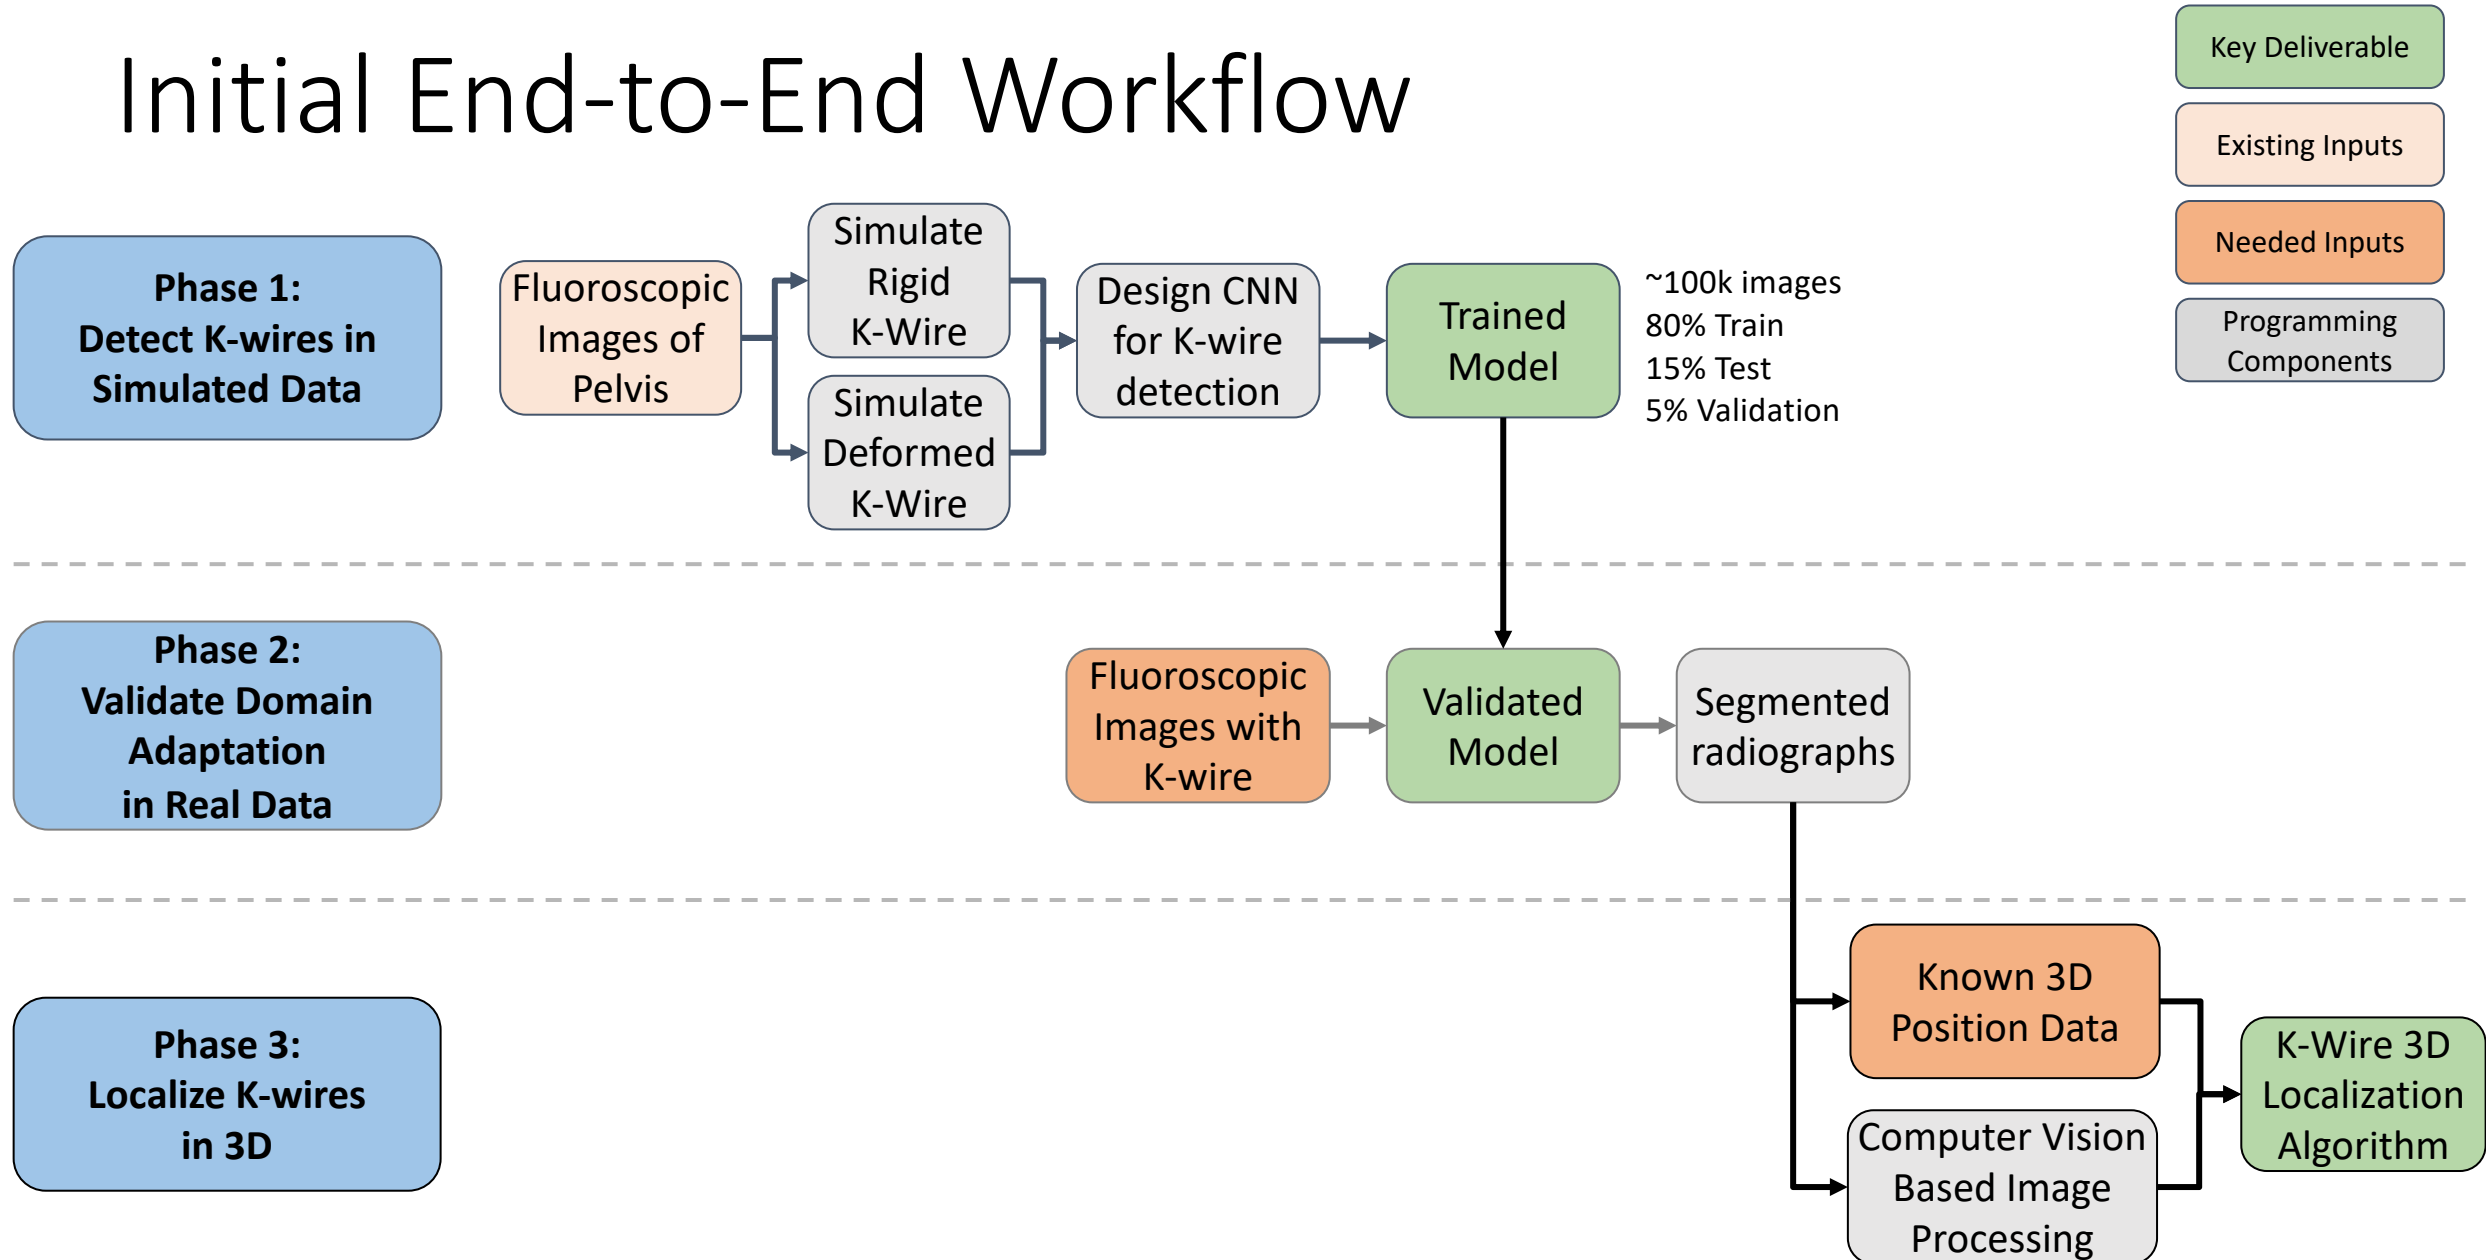 Initial End-to-End Workflow
Key Deliverable
Existing Inputs
Needed Inputs
Programming
Components
Phase 1:
Detect K-wires in
Simulated Data
Fluoroscopic
Images of
Pelvis
Simulate
Rigid
K-Wire
Simulate
Deformed
K-Wire
Design CNN
for K-wire
detection
Trained
Model
~100k images
80% Train
15% Test
5% Validation
Phase 2:
Validate Domain
Adaptation
in Real Data
Fluoroscopic
Images with
K-wire
Validated
Model
Segmented
radiographs
Phase 3:
Localize K-wires
in 3D
Known 3D
Position Data
Computer Vision
Based Image
Processing
K-Wire 3D
Localization
Algorithm